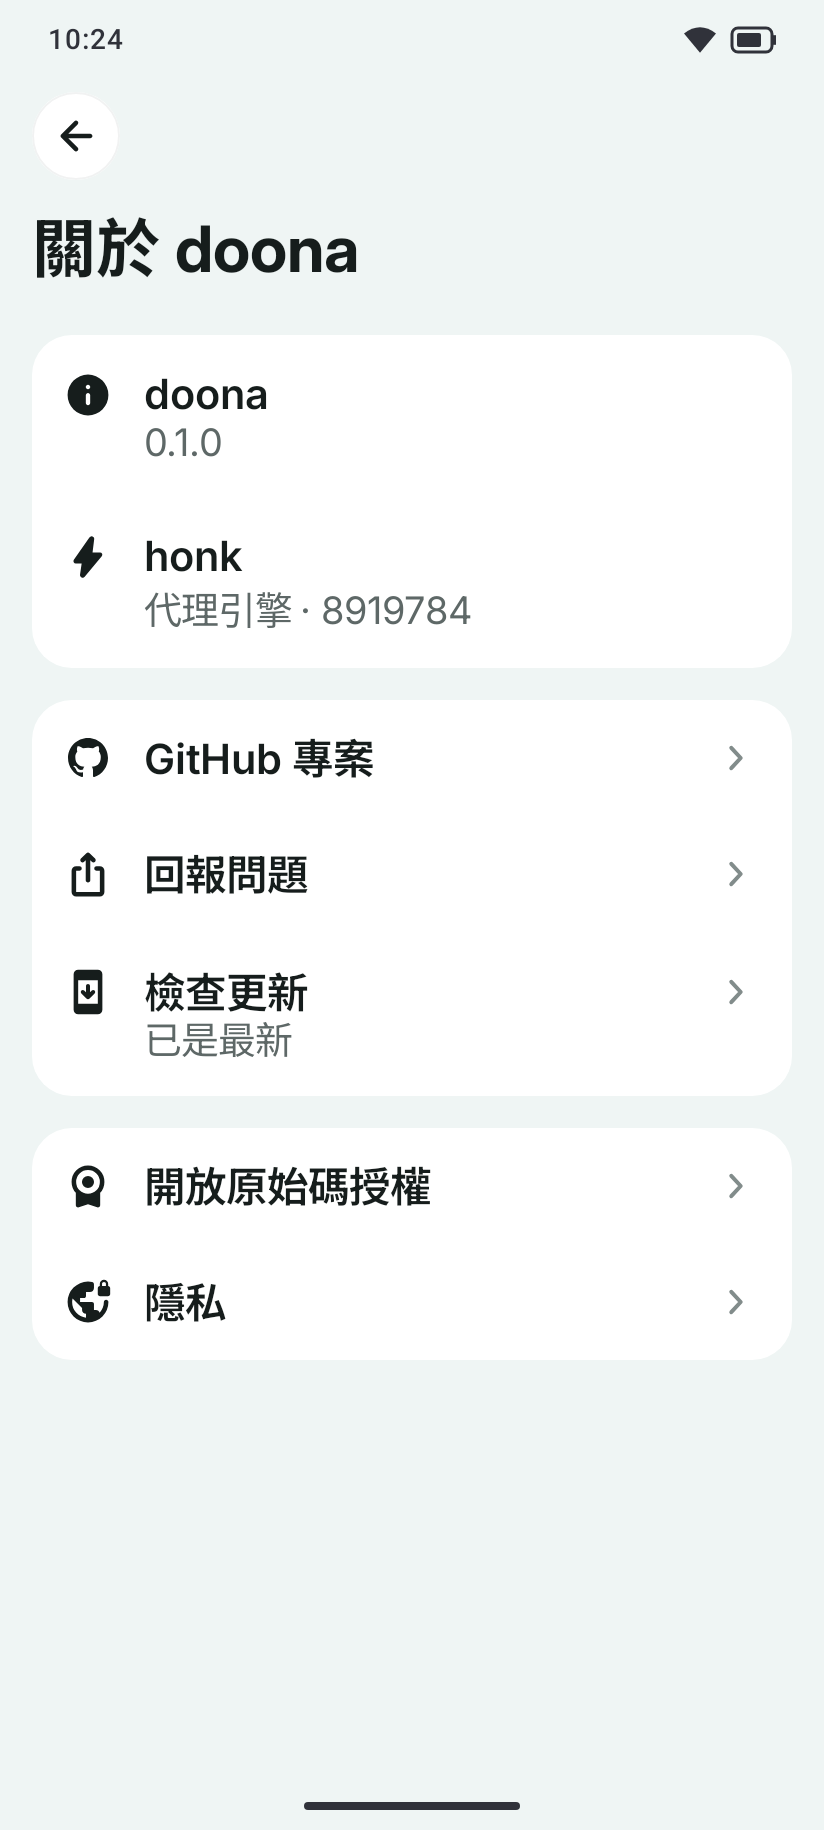 10:24
關於 doona
doona
0.1.0
honk
代理引擎 · 8919784
GitHub 專案
回報問題
檢查更新
已是最新
開放原始碼授權
隱私